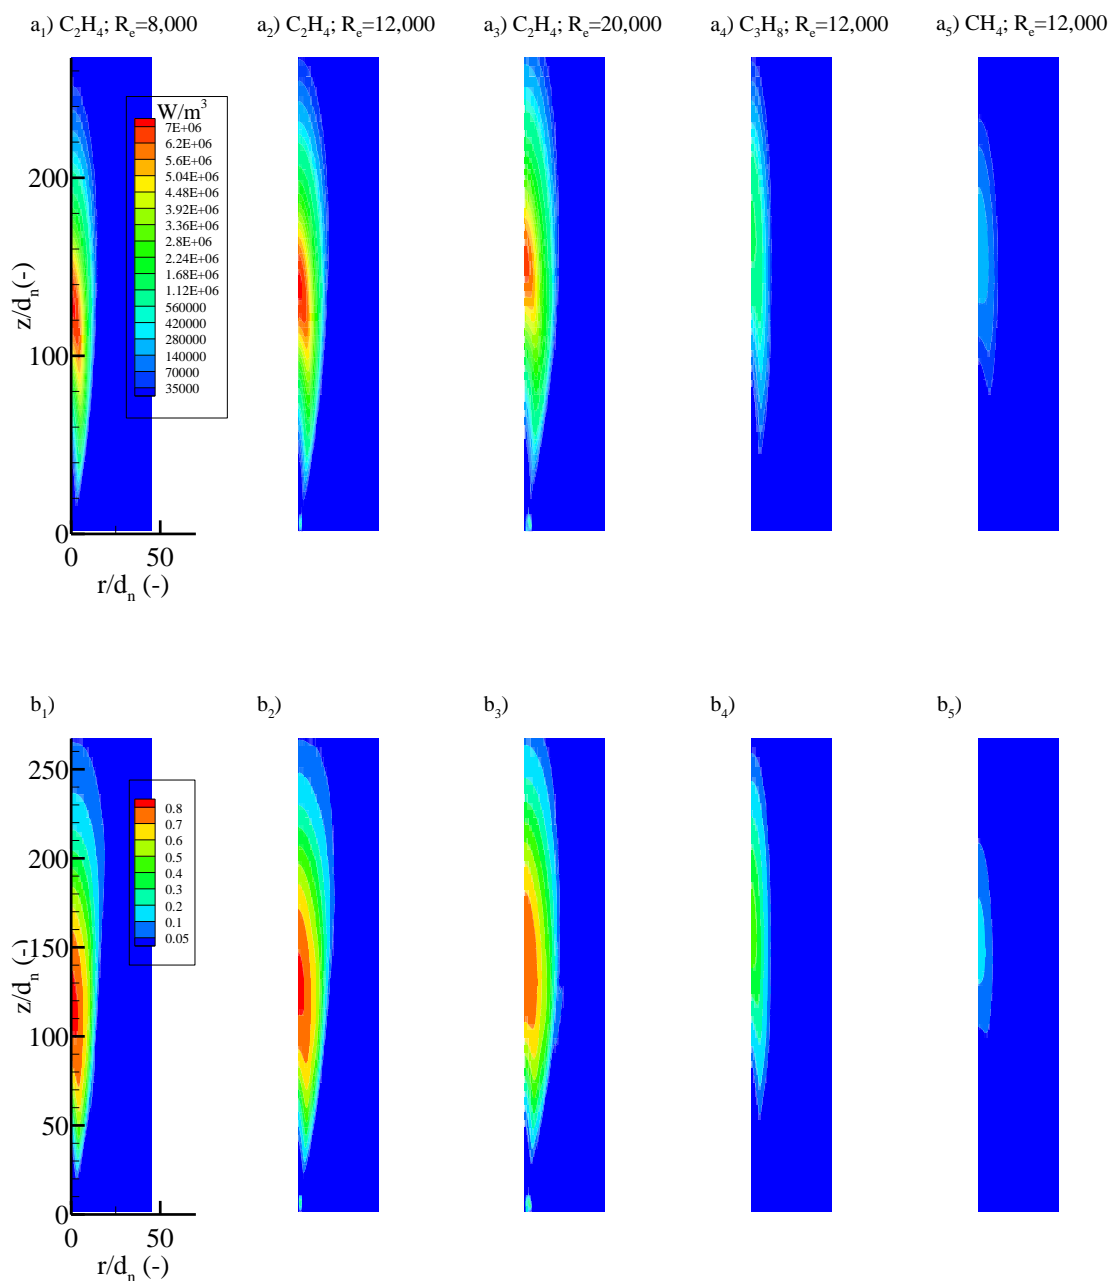 a₁) C₂H₄; Rₑ=8,000
a₂) C₂H₄; Rₑ=12,000
a₃) C₂H₄; Rₑ=20,000
a₄) C₃H₈; Rₑ=12,000
a₅) CH₄; Rₑ=12,000
W/m³
7E+06
6.2E+06
5.6E+06
5.04E+06
4.48E+06
3.92E+06
3.36E+06
2.8E+06
2.24E+06
1.68E+06
1.12E+06
560000
420000
280000
140000
70000
35000
200
100
0
z/dₙ(-)
0
50
r/dₙ (-)
b₁)
b₂)
b₃)
b₄)
b₅)
0.8
0.7
0.6
0.5
0.4
0.3
0.2
0.1
0.05
250
200
150
100
50
0
z/dₙ (-)
0
50
r/dₙ (-)